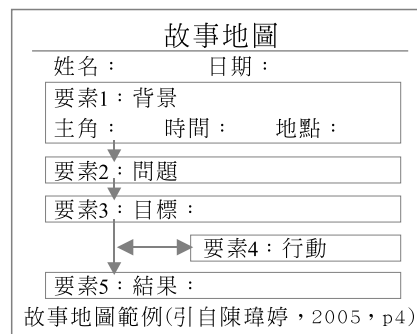 故事地圖
姓名： 日期：
要素1：背景
主角： 時間： 地點：
要素2：問題
要素3：目標：
要素4：行動
要素5：結果：
故事地圖範例(引自陳瑋婷，2005，p4)